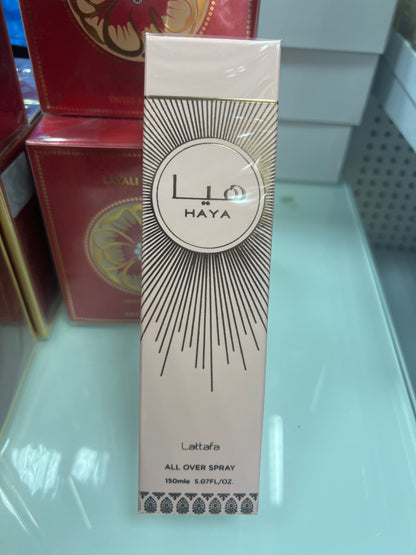 هيا
HAYA
Lattafa
ALL OVER SPRAY
150mle 5.07FL/OZ.